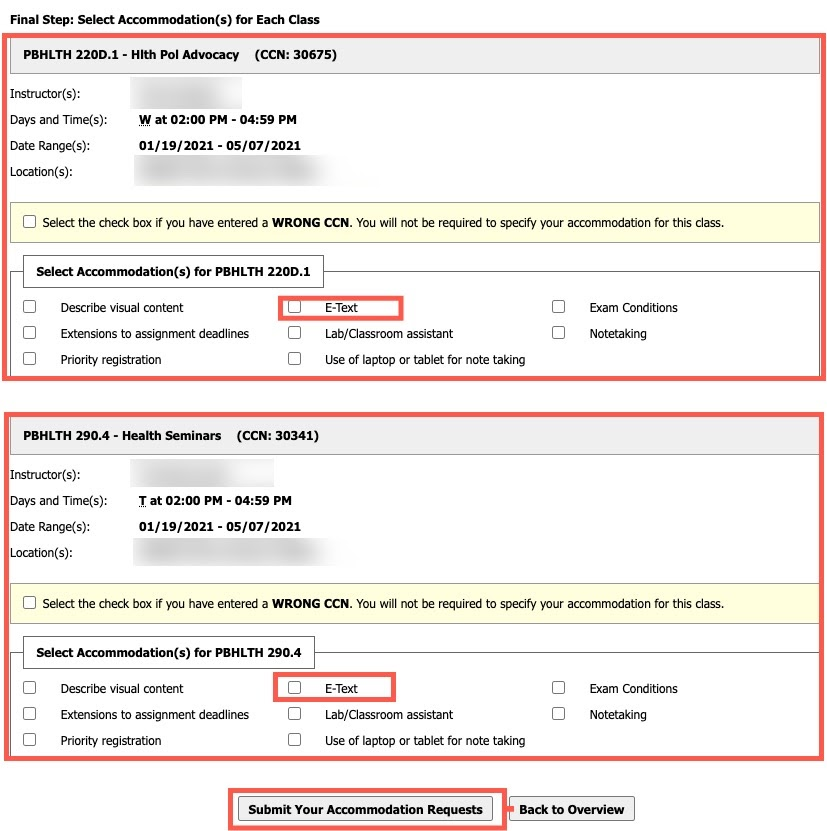 Final Step: Select Accommodation(s) for Each Class
PBHLTH 220D.1 - Hlth Pol Advocacy (CCN: 30675)
Instructor(s):
Days and Time(s): W at 02:00 PM - 04:59 PM
Date Range(s): 01/19/2021 - 05/07/2021
Location(s):
Select the check box if you have entered a WRONG CCN. You will not be required to specify your accommodation for this class.
Select Accommodation(s) for PBHLTH 220D.1
Describe visual content E-Text Exam Conditions
Extensions to assignment deadlines Lab/Classroom assistant Notetaking
Priority registration Use of laptop or tablet for note taking
PBHLTH 290.4 - Health Seminars (CCN: 30341)
Instructor(s):
Days and Time(s): T at 02:00 PM - 04:59 PM
Date Range(s): 01/19/2021 - 05/07/2021
Location(s):
Select the check box if you have entered a WRONG CCN. You will not be required to specify your accommodation for this class.
Select Accommodation(s) for PBHLTH 290.4
Describe visual content E-Text Exam Conditions
Extensions to assignment deadlines Lab/Classroom assistant Notetaking
Priority registration Use of laptop or tablet for note taking
Submit Your Accommodation Requests Back to Overview